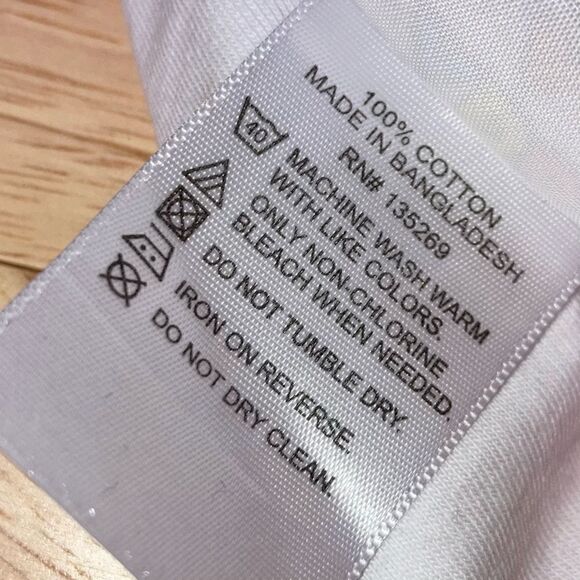 100% COTTON
MADE IN BANGLADESH
RN# 135269
40
MACHINE WASH WARM
WITH LIKE COLORS.
ONLY NON-CHLORINE
BLEACH WHEN NEEDED.
DO NOT TUMBLE DRY.
IRON ON REVERSE.
DO NOT DRY CLEAN.